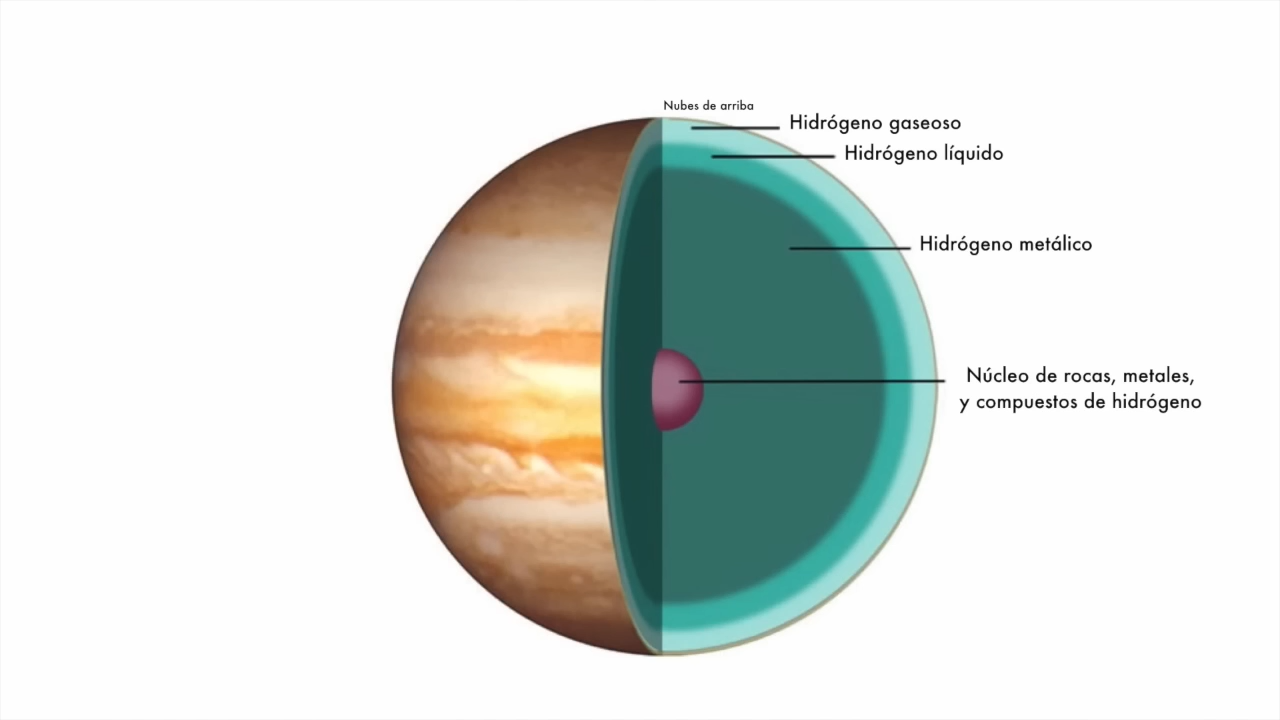 Nubes de arriba
Hidrógeno gaseoso
Hidrógeno líquido
Hidrógeno metálico
Núcleo de rocas, metales,
y compuestos de hidrógeno